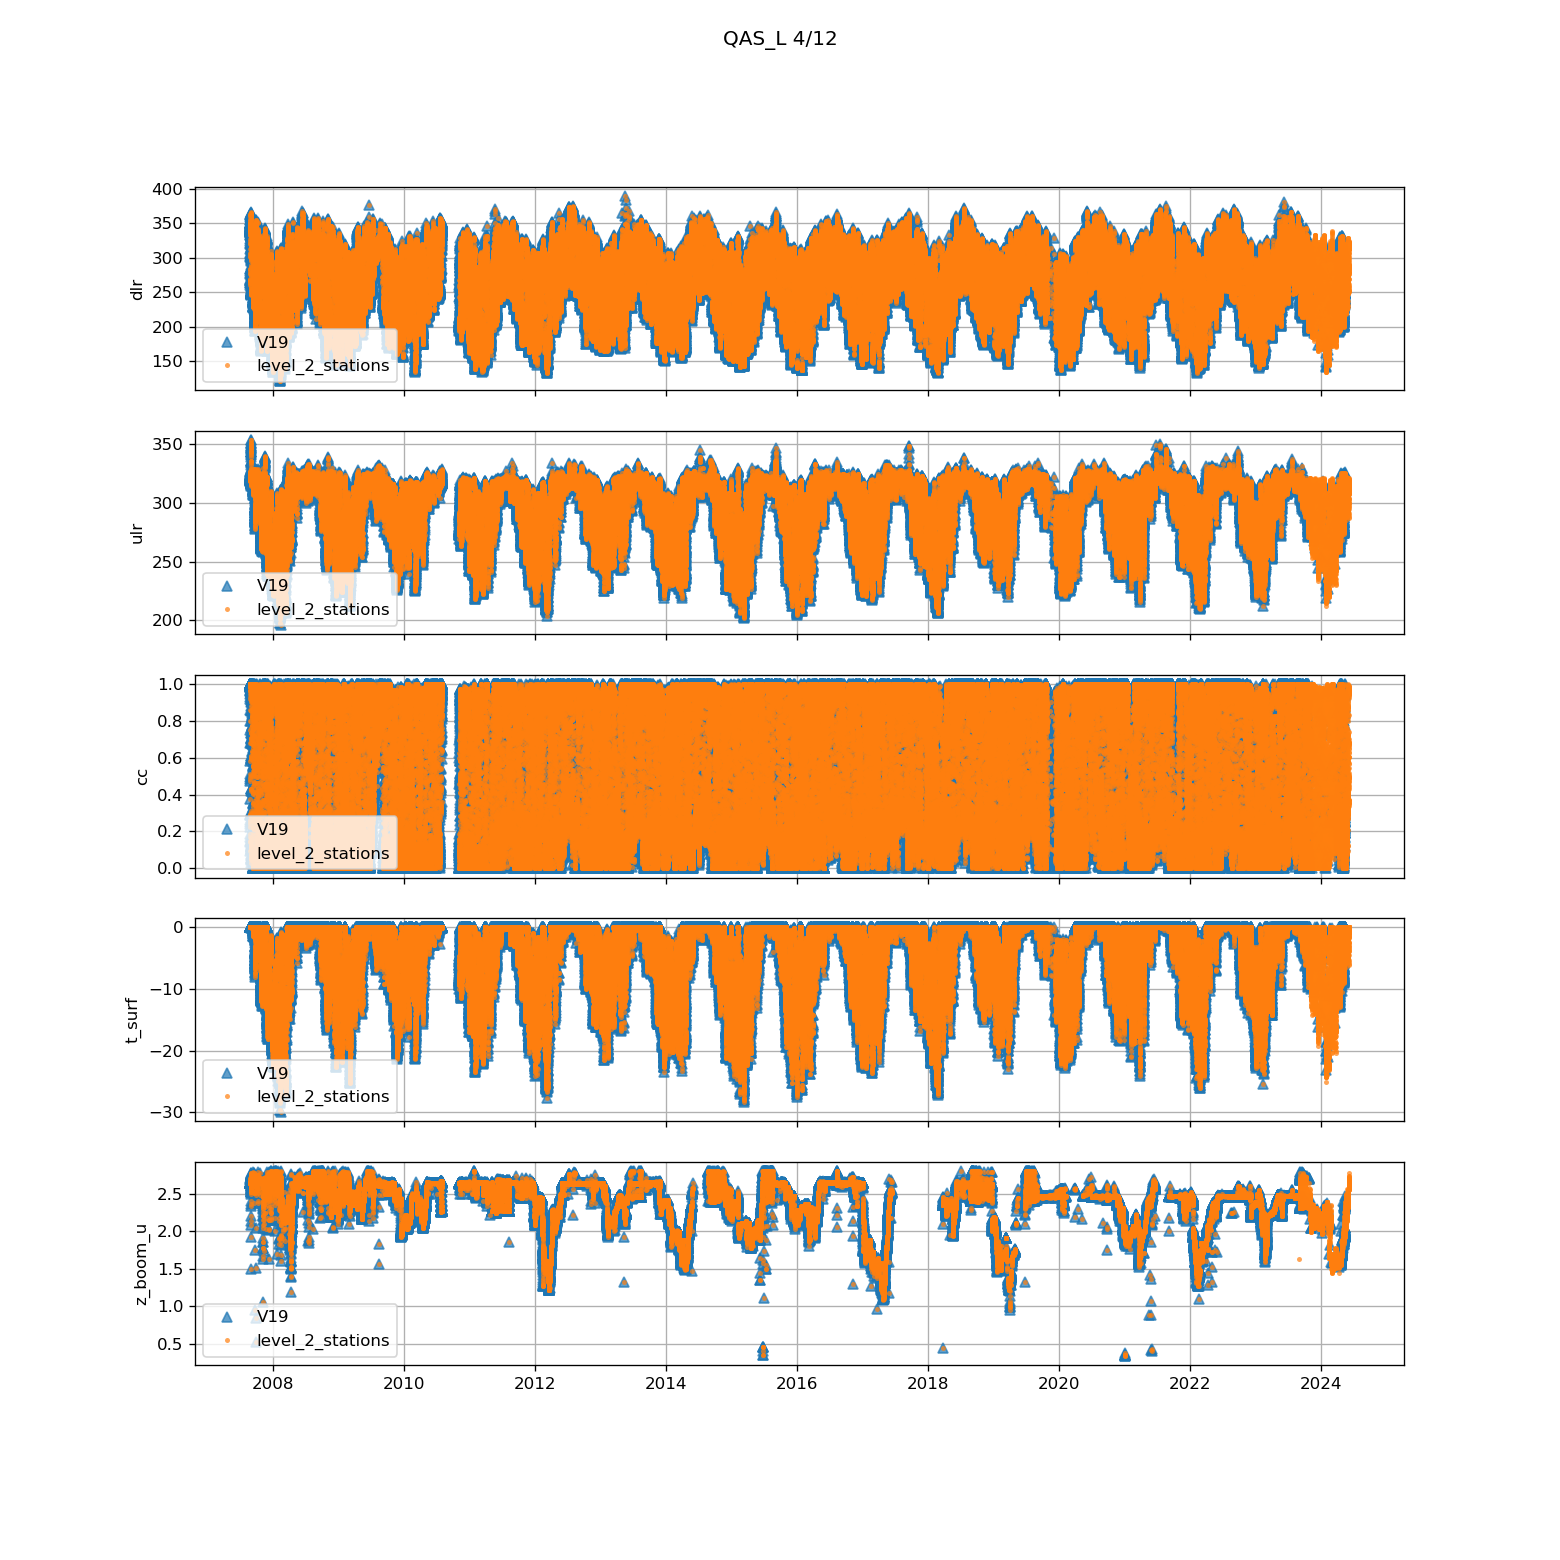 QAS_L 4/12
400
350
300
250
200
150
dlr
V19
level_2_stations
350
300
250
200
ulr
V19
level_2_stations
1.0
0.8
0.6
0.4
0.2
0.0
cc
V19
level_2_stations
0
−10
−20
−30
t_surf
V19
level_2_stations
2.5
2.0
1.5
1.0
0.5
z_boom_u
V19
level_2_stations
2008 2010 2012 2014 2016 2018 2020 2022 2024